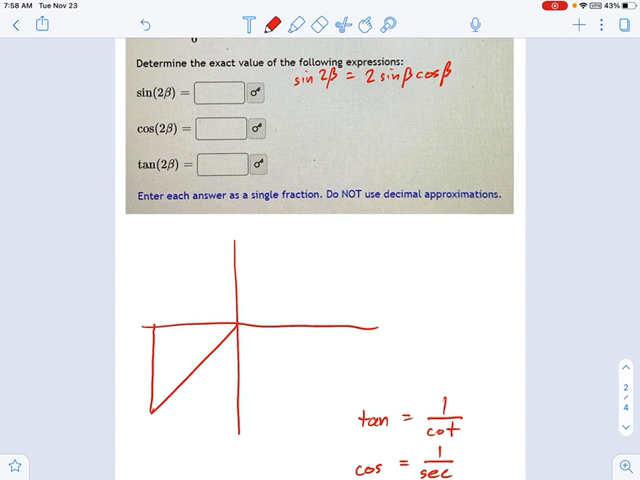 7:58 AM Tue Nov 23
43%
Determine the exact value of the following expressions:
sin 2β = 2 sinβ cosβ
sin(2β) =
cos(2β) =
tan(2β) =
Enter each answer as a single fraction. Do NOT use decimal approximations.
tan = 1/cot
cos = 1/sec
2/4